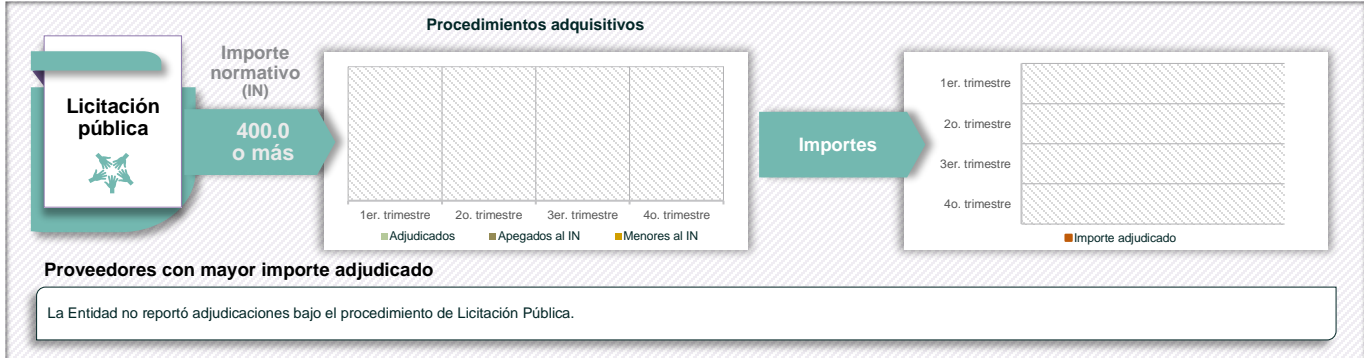 Procedimientos adquisitivos
Licitación
pública
Importe
normativo
(IN)
400.0
o más
1er. trimestre 2o. trimestre 3er. trimestre 4o. trimestre
Adjudicados Apegados al IN Menores al IN
Importes
1er. trimestre
2o. trimestre
3er. trimestre
4o. trimestre
Importe adjudicado
Proveedores con mayor importe adjudicado
La Entidad no reportó adjudicaciones bajo el procedimiento de Licitación Pública.